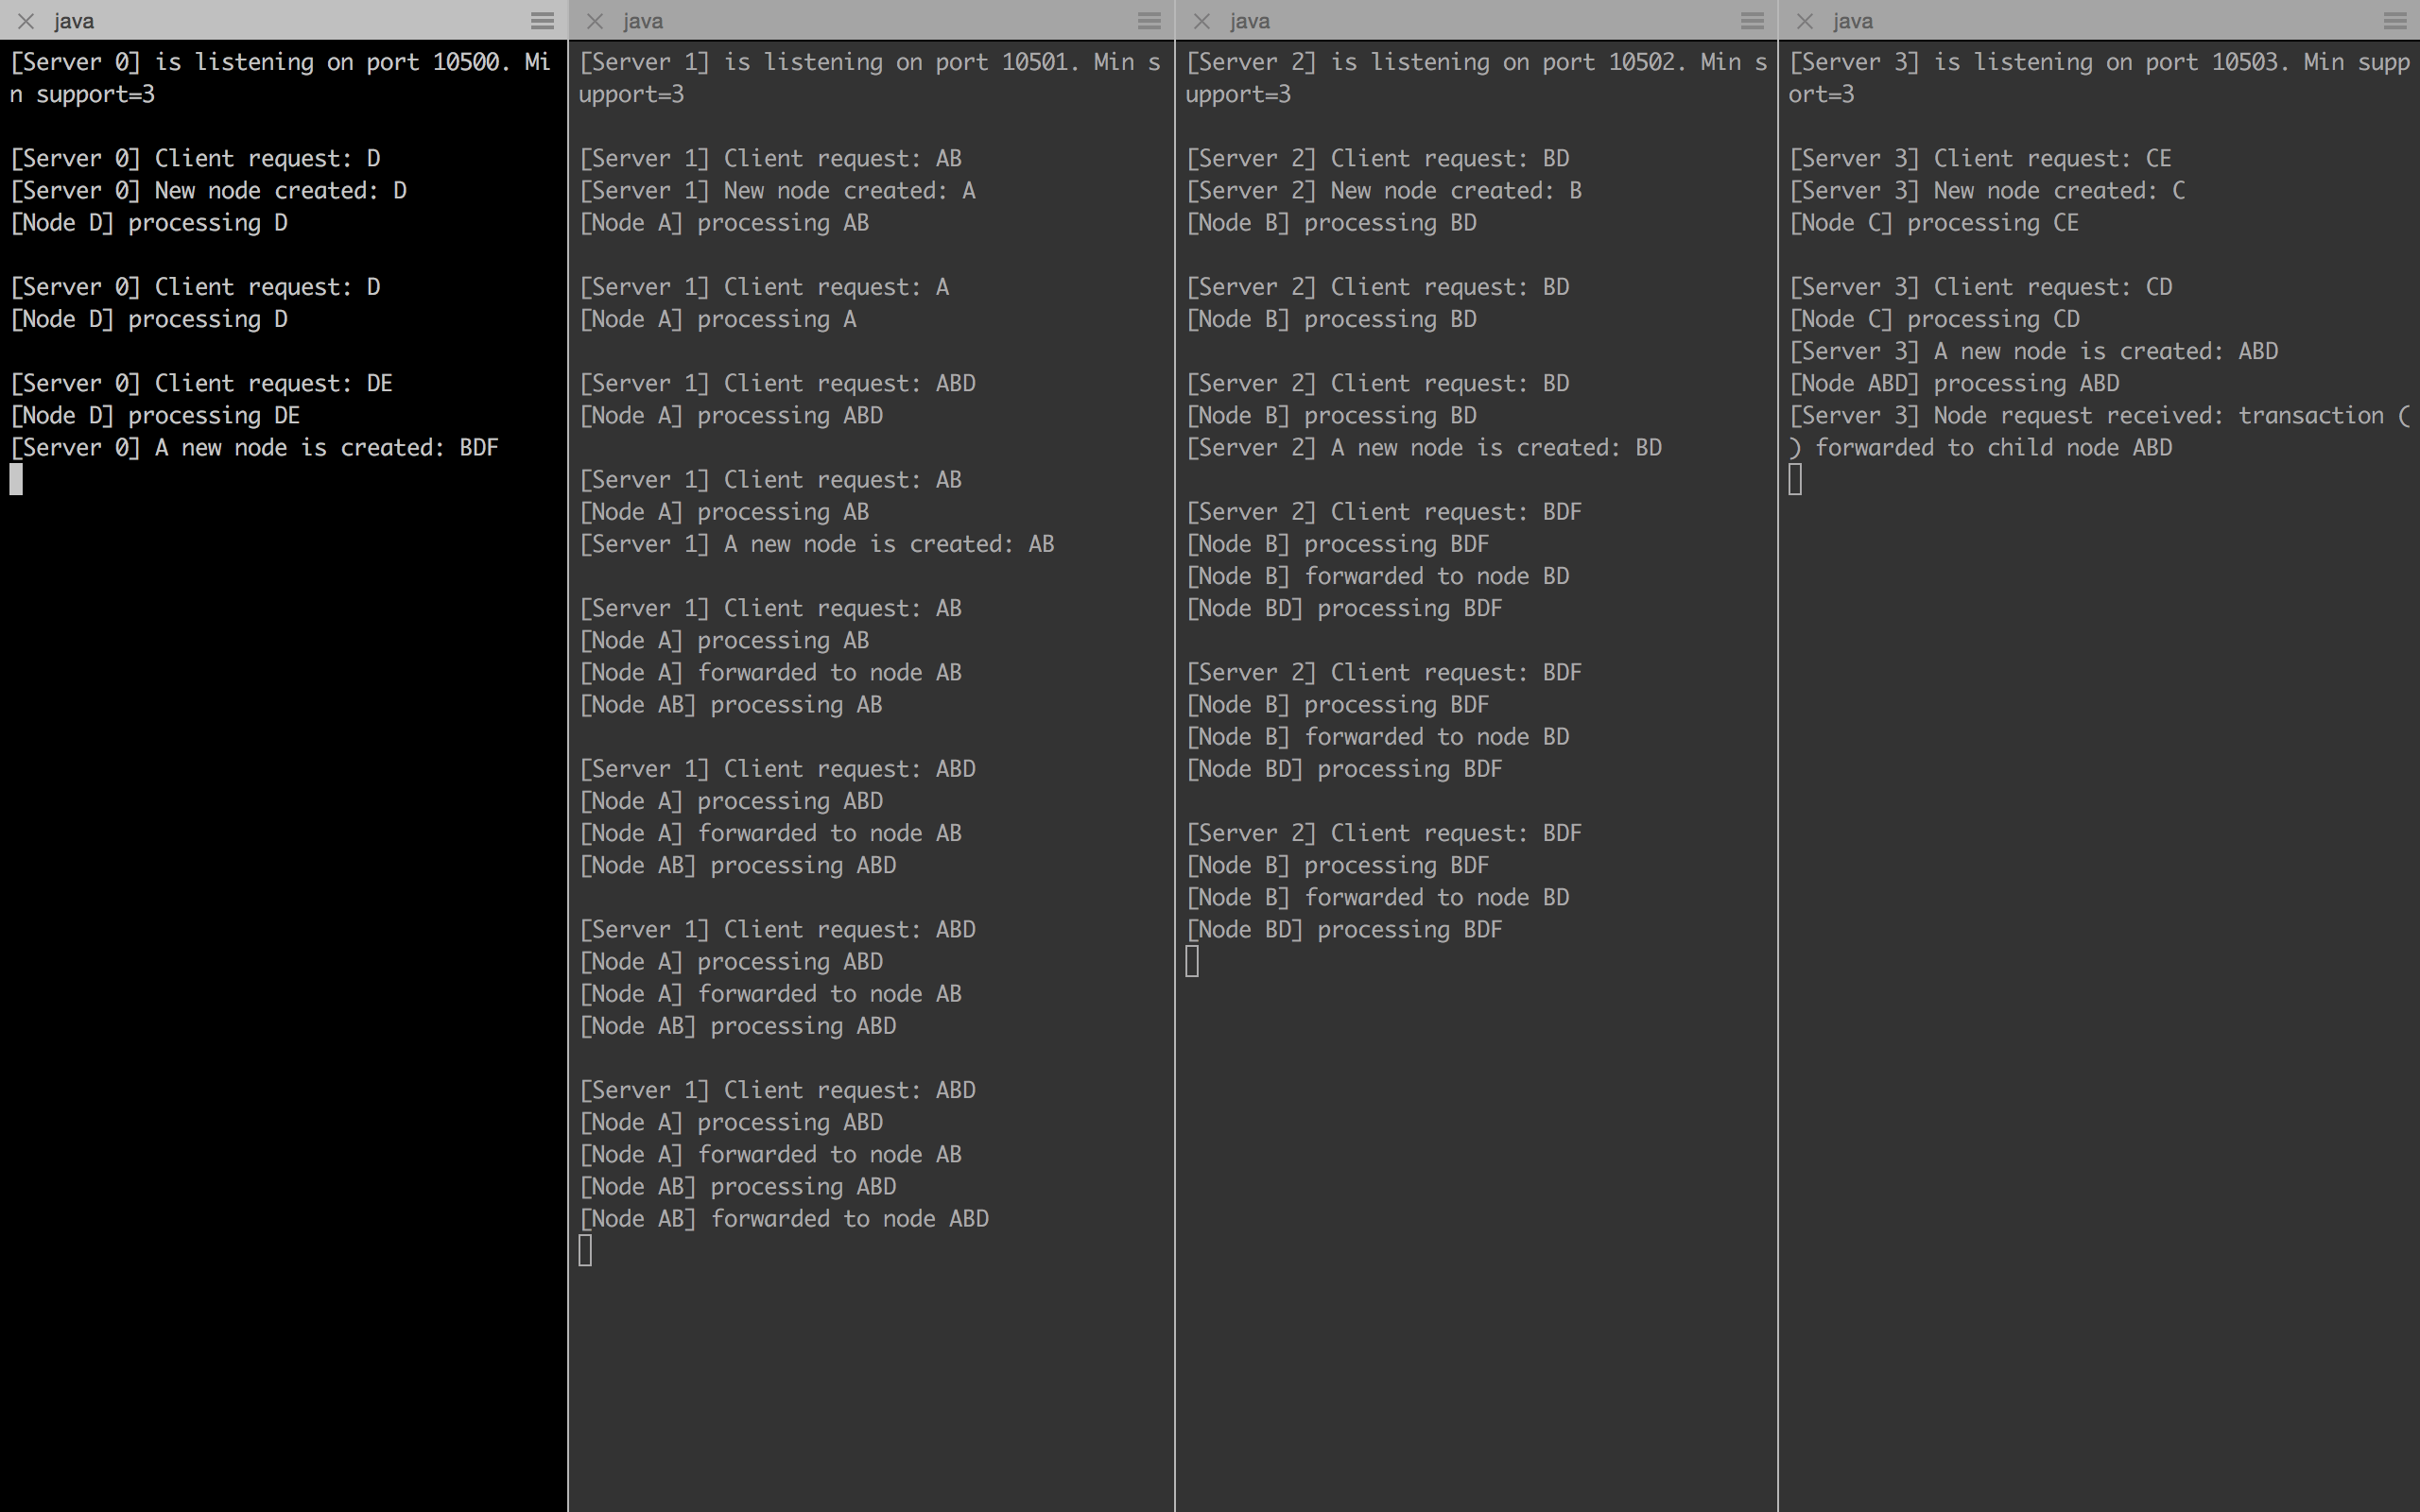 java
[Server 0] is listening on port 10500. Mi
n support=3
[Server 0] Client request: D
[Server 0] New node created: D
[Node D] processing D
[Server 0] Client request: D
[Node D] processing D
[Server 0] Client request: DE
[Node D] processing DE
[Server 0] A new node is created: BDF
java
[Server 1] is listening on port 10501. Min s
upport=3
[Server 1] Client request: AB
[Server 1] New node created: A
[Node A] processing AB
[Server 1] Client request: A
[Node A] processing A
[Server 1] Client request: ABD
[Node A] processing ABD
[Server 1] Client request: AB
[Node A] processing AB
[Server 1] A new node is created: AB
[Server 1] Client request: AB
[Node A] processing AB
[Node A] forwarded to node AB
[Node AB] processing AB
[Server 1] Client request: ABD
[Node A] processing ABD
[Node A] forwarded to node AB
[Node AB] processing ABD
[Server 1] Client request: ABD
[Node A] processing ABD
[Node A] forwarded to node AB
[Node AB] processing ABD
[Server 1] Client request: ABD
[Node A] processing ABD
[Node A] forwarded to node AB
[Node AB] processing ABD
[Node AB] forwarded to node ABD
java
[Server 2] is listening on port 10502. Min s
upport=3
[Server 2] Client request: BD
[Server 2] New node created: B
[Node B] processing BD
[Server 2] Client request: BD
[Node B] processing BD
[Server 2] Client request: BD
[Node B] processing BD
[Server 2] A new node is created: BD
[Server 2] Client request: BDF
[Node B] processing BDF
[Node B] forwarded to node BD
[Node BD] processing BDF
[Server 2] Client request: BDF
[Node B] processing BDF
[Node B] forwarded to node BD
[Node BD] processing BDF
[Server 2] Client request: BDF
[Node B] processing BDF
[Node B] forwarded to node BD
[Node BD] processing BDF
java
[Server 3] is listening on port 10503. Min supp
ort=3
[Server 3] Client request: CE
[Server 3] New node created: C
[Node C] processing CE
[Server 3] Client request: CD
[Node C] processing CD
[Server 3] A new node is created: ABD
[Node ABD] processing ABD
[Server 3] Node request received: transaction (
) forwarded to child node ABD